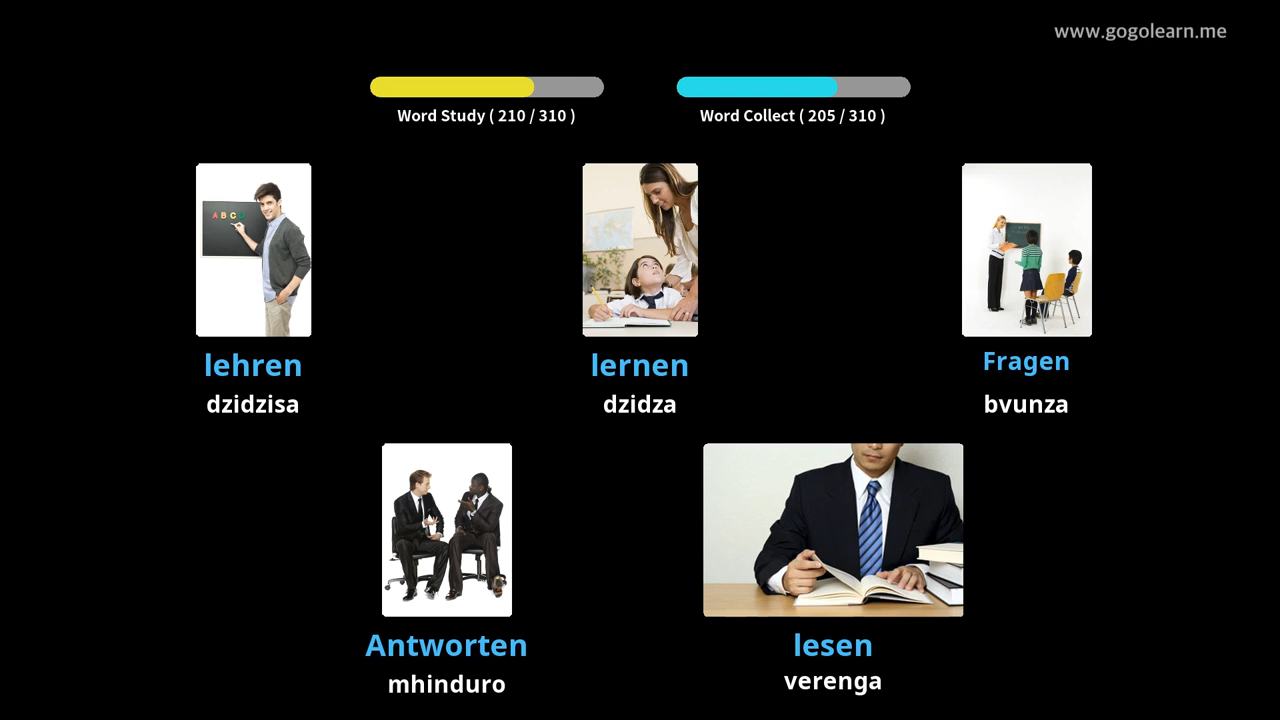 www.gogolearn.me
Word Study ( 210 / 310 )
Word Collect ( 205 / 310 )
A B C D
lehren
dzidzisa
lernen
dzidza
Fragen
bvunza
Antworten
mhinduro
lesen
verenga